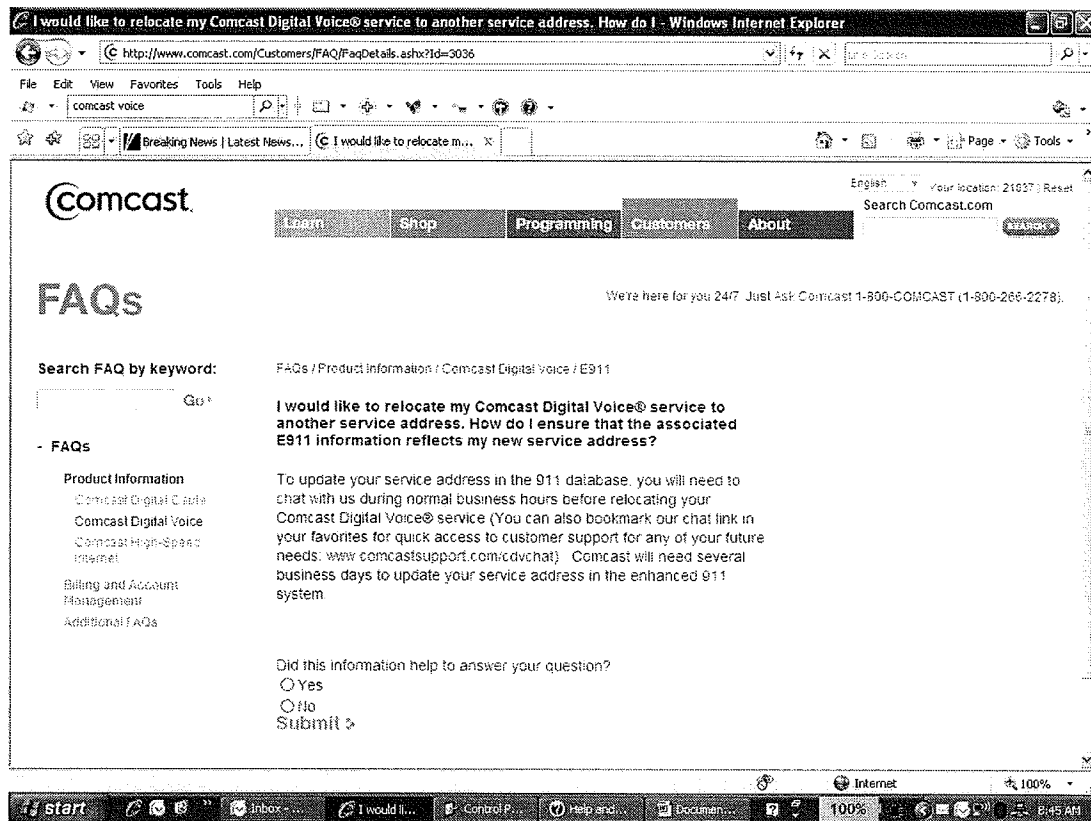 I would like to relocate my Comcast Digital Voice® service to another service address. How do I - Windows Internet Explorer
http://www.comcast.com/Customers/FAQ/FaqDetails.ashx?Id=3036
File Edit View Favorites Tools Help
comcast voice
Breaking News | Latest News... I would like to relocate m...
Page Tools
comcast.
English Your location: 21037 | Reset
Search Comcast.com
Learn Shop Programming Customers About
SEARCH
FAQs
We're here for you 24/7. Just Ask Comcast 1-800-COMCAST (1-800-266-2278).
Search FAQ by keyword:
Go
FAQs / Product Information / Comcast Digital Voice / E911
I would like to relocate my Comcast Digital Voice® service to
another service address. How do I ensure that the associated
E911 information reflects my new service address?
- FAQs
Product Information
Comcast Digital Cable
Comcast Digital Voice
Comcast High-Speed
Internet
Billing and Account
Management
Additional FAQs
To update your service address in the 911 database, you will need to
chat with us during normal business hours before relocating your
Comcast Digital Voice® service (You can also bookmark our chat link in
your favorites for quick access to customer support for any of your future
needs: www.comcastsupport.com/cdvchat). Comcast will need several
business days to update your service address in the enhanced 911
system.
Did this information help to answer your question?
Yes
No
Submit >
Internet 100%
start Inbox - ... I would li... Control P... Help and... Documen... 100% 8:45 AM